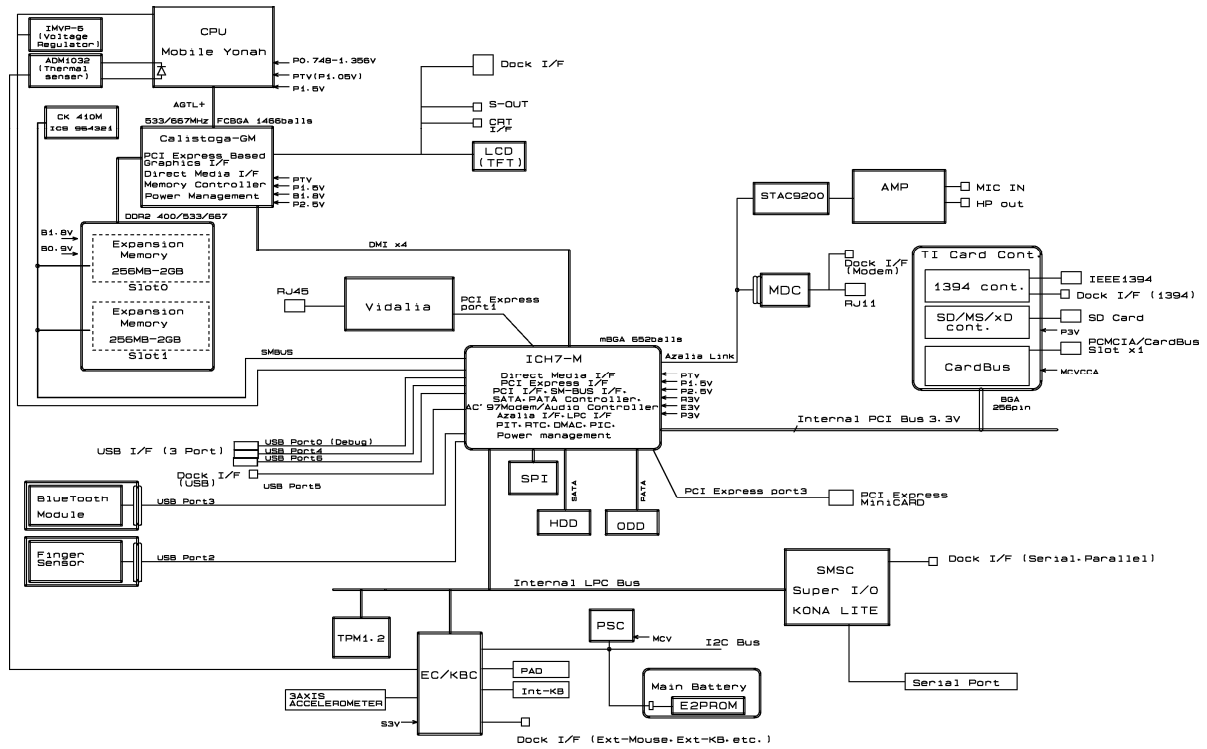 IMVP-6
(Voltage
Regulator)
ADM1032
(Thermal
senser)
CPU
Mobile Yonah
P0.748-1.356V
PTV(P1.05V)
P1.5V
AGTL+
533/667MHz
FCBGA 1466balls
CK 410M
ICS 954321
Calistoga-GM
PCI Express Based
Graphics I/F
Direct Media I/F
Memory Controller
Power Management
PTV
P1.5V
B1.8V
P2.5V
Dock I/F
S-OUT
CRT
I/F
LCD
(TFT)
DDR2 400/533/667
B1.8V
B0.9V
Expansion
Memory
256MB-2GB
Slot0
Expansion
Memory
256MB-2GB
Slot1
DMI x4
RJ45
Vidalia
PCI Express
port1
STAC9200
AMP
MIC IN
HP out
Dock I/F
(Modem)
MDC
RJ11
TI Card Cont.
1394 cont.
SD/MS/xD
cont.
CardBus
IEEE1394
Dock I/F (1394)
SD Card
P3V
PCMCIA/CardBus
Slot x1
MCVCCA
BGA
256pin
SMBUS
mBGA 652balls
ICH7-M
Direct Media I/F
PCI Express I/F
PCI I/F.SM-BUS I/F.
SATA.PATA Controller.
AC'97Modem/Audio Controller
Azalia I/F.LPC I/F
PIT.RTC.DMAC.PIC.
Power management
Azalia Link
PTV
P1.5V
P2.5V
R3V
E3V
P3V
Internal PCI Bus 3.3V
USB I/F (3 Port)
USB Port0 (Debug)
USB Port4
USB Port6
Dock I/F
(USB)
USB Port5
BlueTooth
Module
USB Port3
Finger
Sensor
USB Port2
SPI
SATA
HDD
PATA
ODD
PCI Express port3
PCI Express
MiniCARD
Internal LPC Bus
SMSC
Super I/O
KONA LITE
Dock I/F (Serial.Parallel)
Serial Port
TPM1.2
EC/KBC
PSC
MCV
I2C Bus
PAD
Int-KB
3AXIS
ACCELEROMETER
S3V
Main Battery
E2PROM
Dock I/F (Ext-Mouse.Ext-KB.etc.)